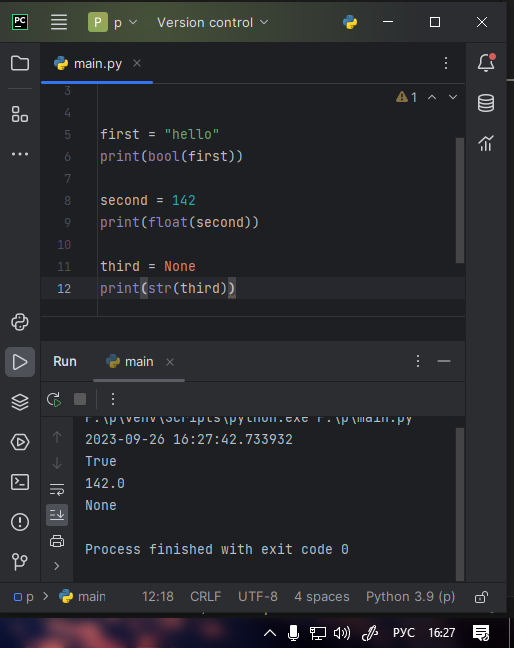 PC
P p Version control
main.py
1
3
4
5 first = "hello"
6 print(bool(first))
7
8 second = 142
9 print(float(second))
10
11 third = None
12 print(str(third))
Run main
F:\p\venv\Scripts\python.exe F:\p\main.py
2023-09-26 16:27:42.733932
True
142.0
None
Process finished with exit code 0
p > main 12:18 CRLF UTF-8 4 spaces Python 3.9 (p)
РУС 16:27